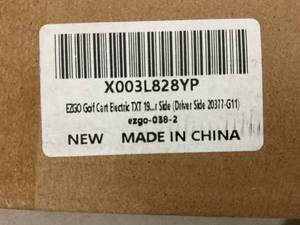 X003L828YP
EZGO Golf Cart Electric TXT 19...r Side (Driver Side 20377-G11)
ezgo-038-2
NEW MADE IN CHINA